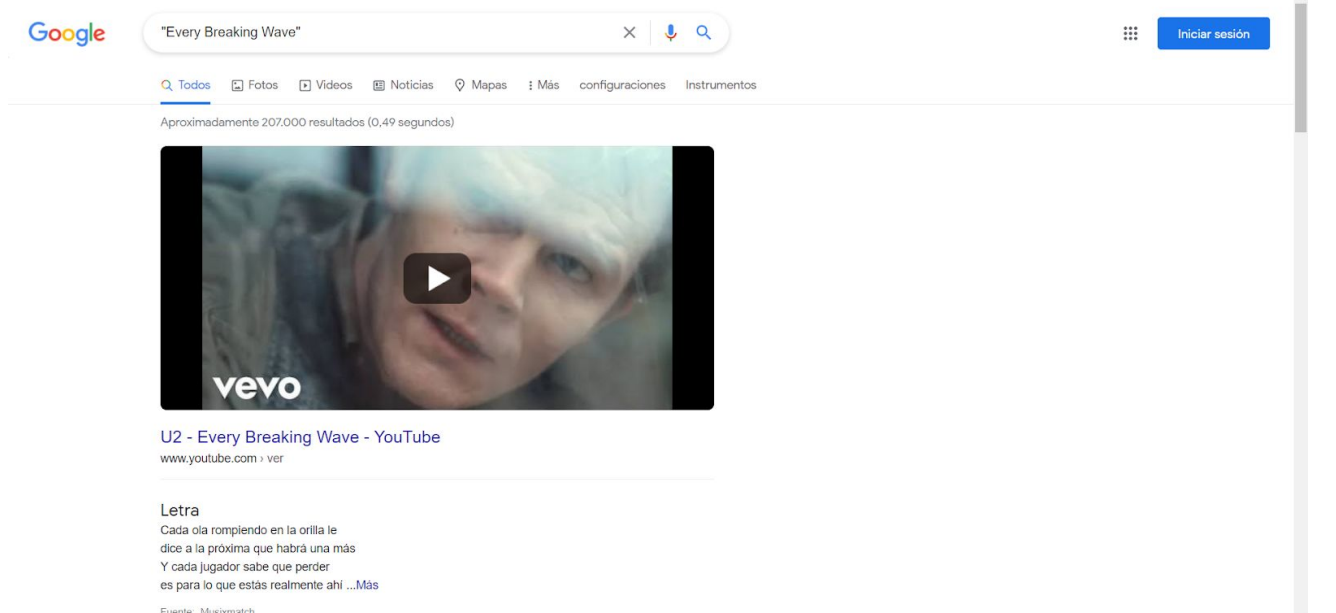 Google
"Every Breaking Wave"
Iniciar sesión
Todos Fotos Videos Noticias Mapas Más configuraciones Instrumentos
Aproximadamente 207.000 resultados (0,49 segundos)
vevo
U2 - Every Breaking Wave - YouTube
www.youtube.com › ver
Letra
Cada ola rompiendo en la orilla le
dice a la próxima que habrá una más
Y cada jugador sabe que perder
es para lo que estás realmente ahí ...Más
Fuente: Musixmatch